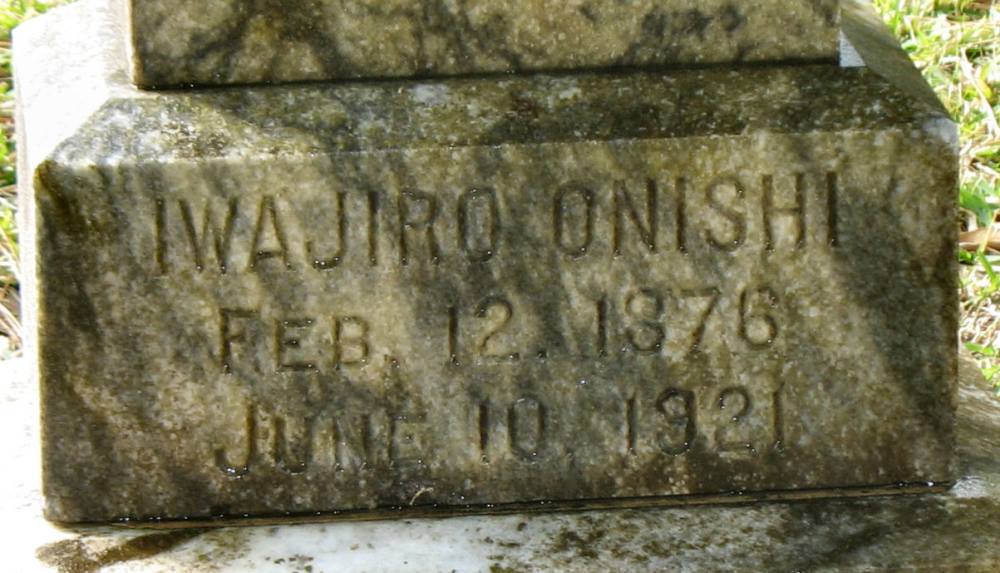 IWAJIRO ONISHI
FEB. 12. 1876
JUNE 10, 1921